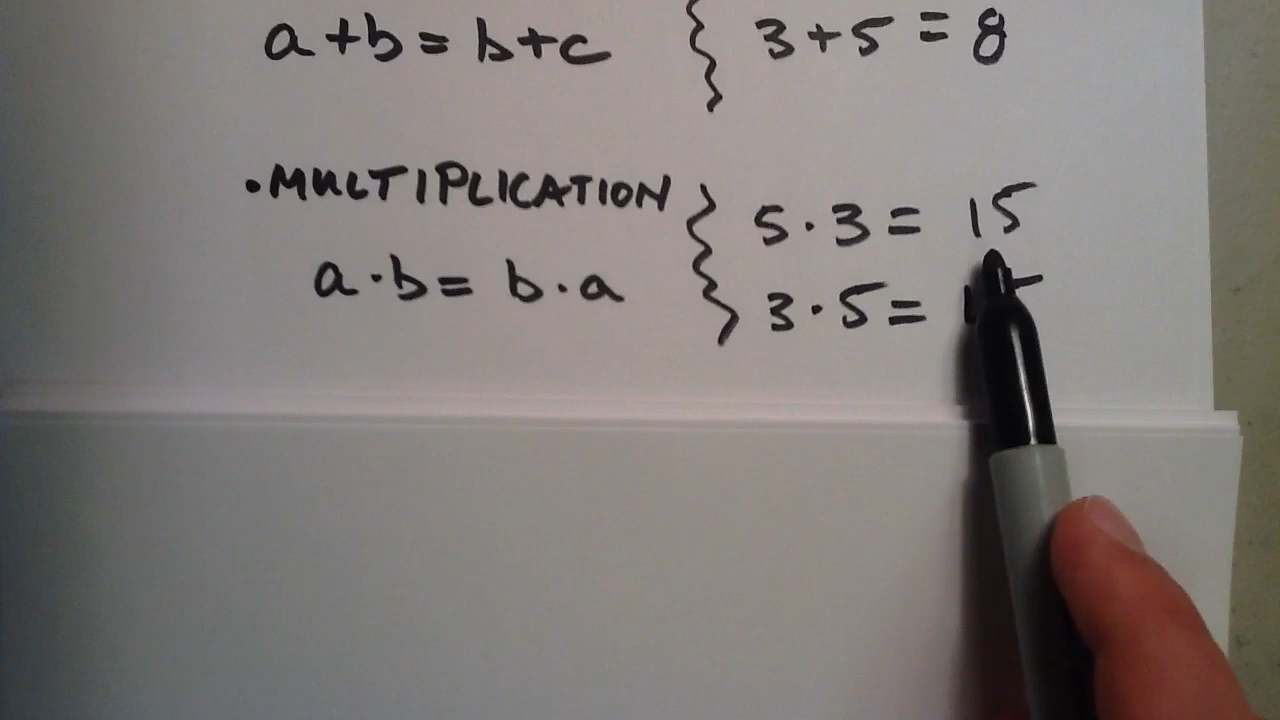 a+b=b+c 3+5=8
•MULTIPLICATION 5·3=15
a·b=b·a 3·5=